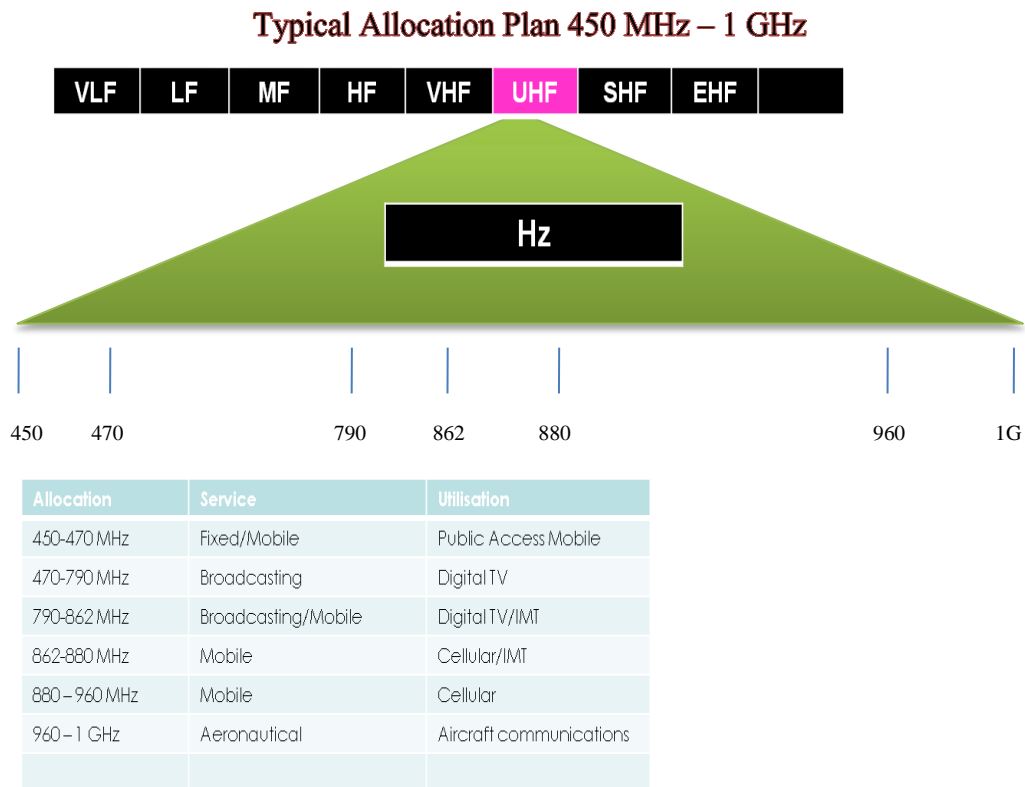 Typical Allocation Plan 450 MHz – 1 GHz
VLF LF MF HF VHF UHF SHF EHF
Hz
450 470 790 862 880 960 1G
Allocation Service Utilisation
450-470 MHz Fixed/Mobile Public Access Mobile
470-790 MHz Broadcasting Digital TV
790-862 MHz Broadcasting/Mobile Digital TV/IMT
862-880 MHz Mobile Cellular/IMT
880 – 960 MHz Mobile Cellular
960 – 1 GHz Aeronautical Aircraft communications